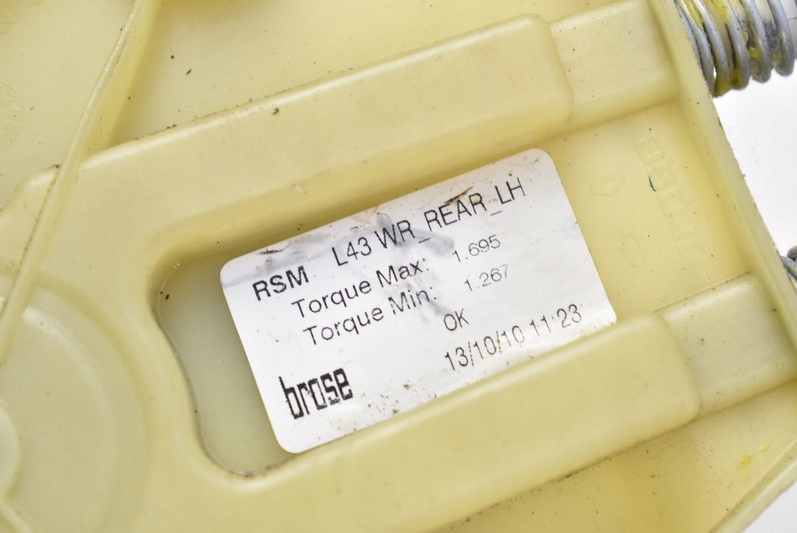 RSM L43 WR_REAR_LH
Torque Max: 1.695
Torque Min: 1.267
OK
13/10/10 11:23
brose